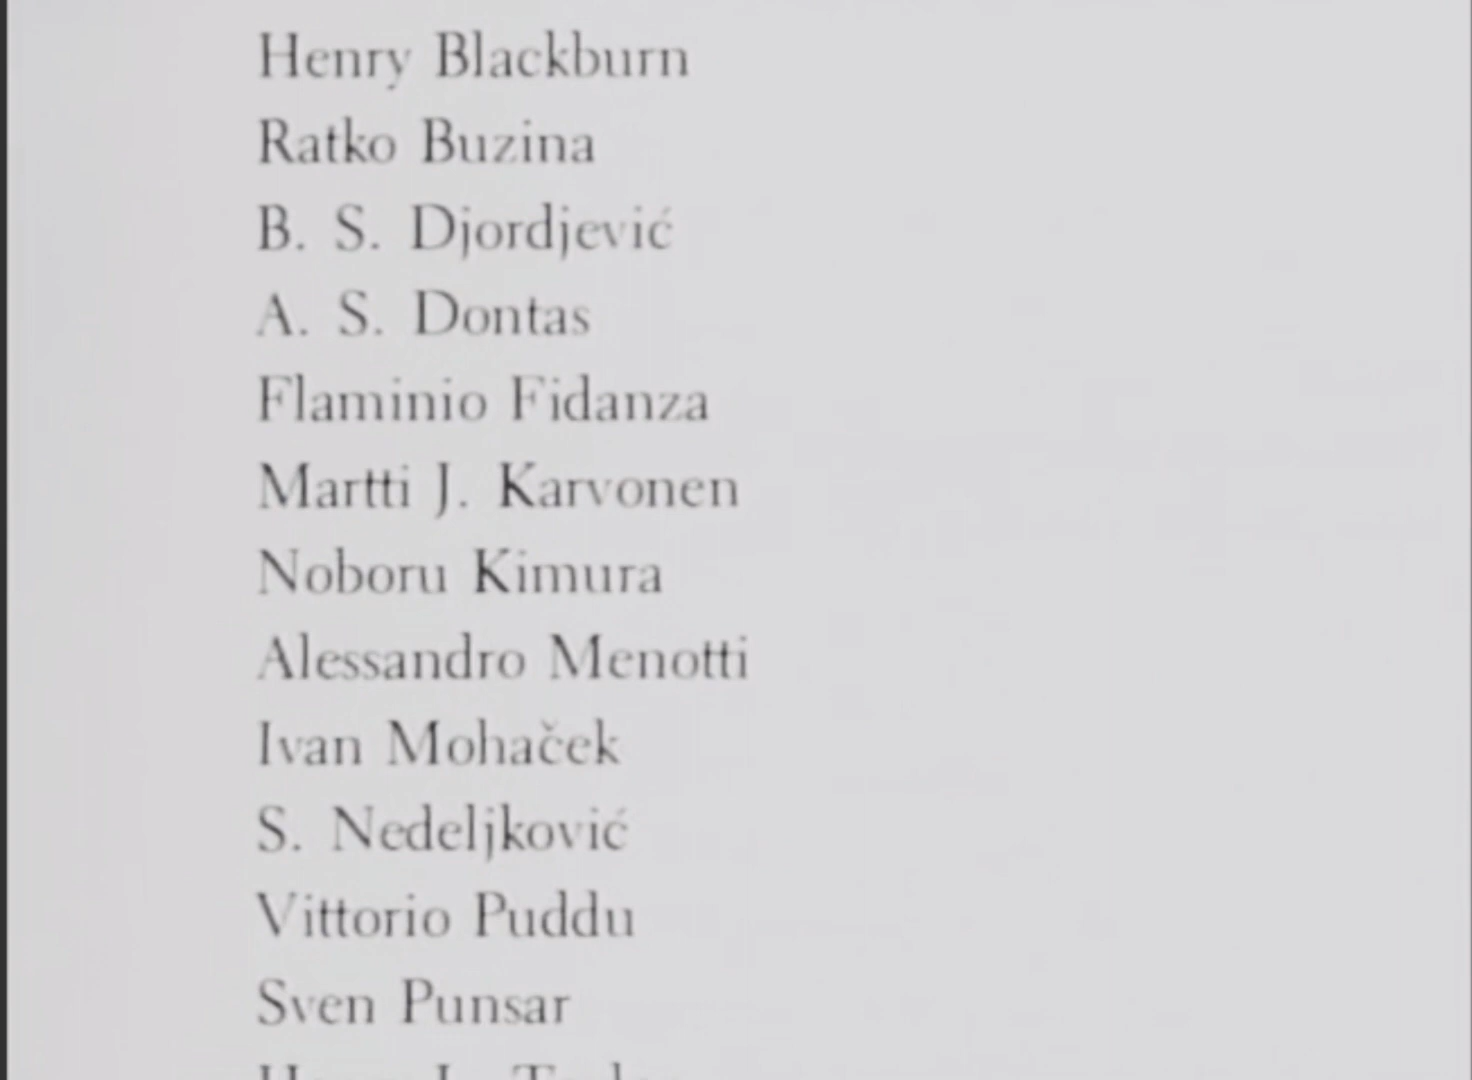 Henry Blackburn
Ratko Buzina
B. S. Djordjević
A. S. Dontas
Flaminio Fidanza
Martti J. Karvonen
Noboru Kimura
Alessandro Menotti
Ivan Mohaček
S. Nedeljković
Vittorio Puddu
Sven Punsar